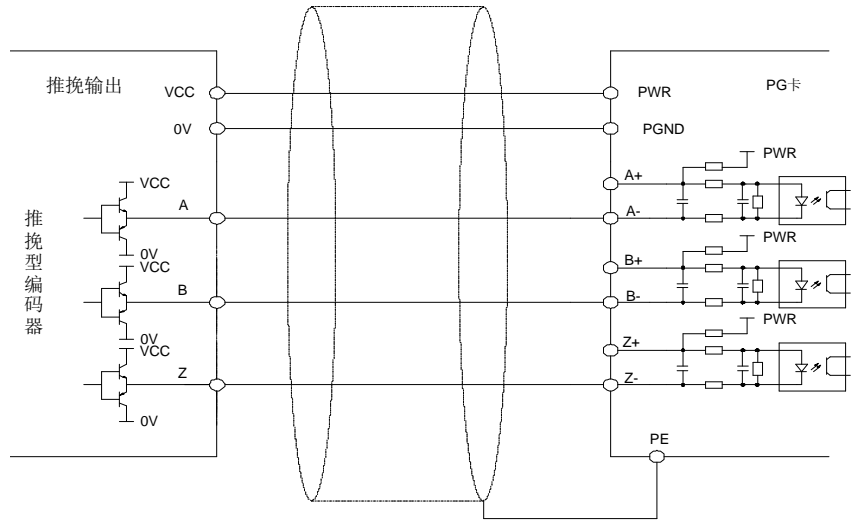 推挽输出
VCC
PWR
PG卡
0V
PGND
PWR
VCC
A+
A
A-
0V
PWR
VCC
B+
B
B-
0V
PWR
VCC
Z+
Z
Z-
0V
推挽型编码器
PE